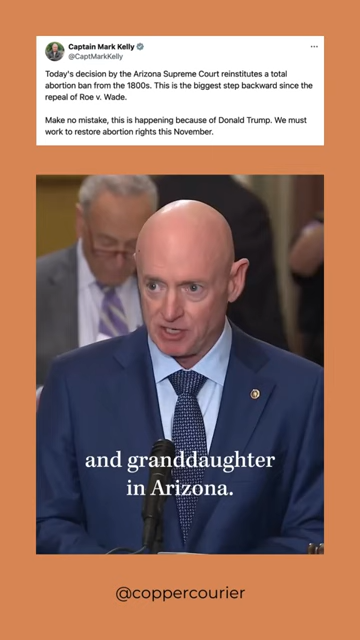 Captain Mark Kelly
@CaptMarkKelly
Today's decision by the Arizona Supreme Court reinstitutes a total
abortion ban from the 1800s. This is the biggest step backward since the
repeal of Roe v. Wade.
Make no mistake, this is happening because of Donald Trump. We must
work to restore abortion rights this November.
and granddaughter
in Arizona.
@coppercourier